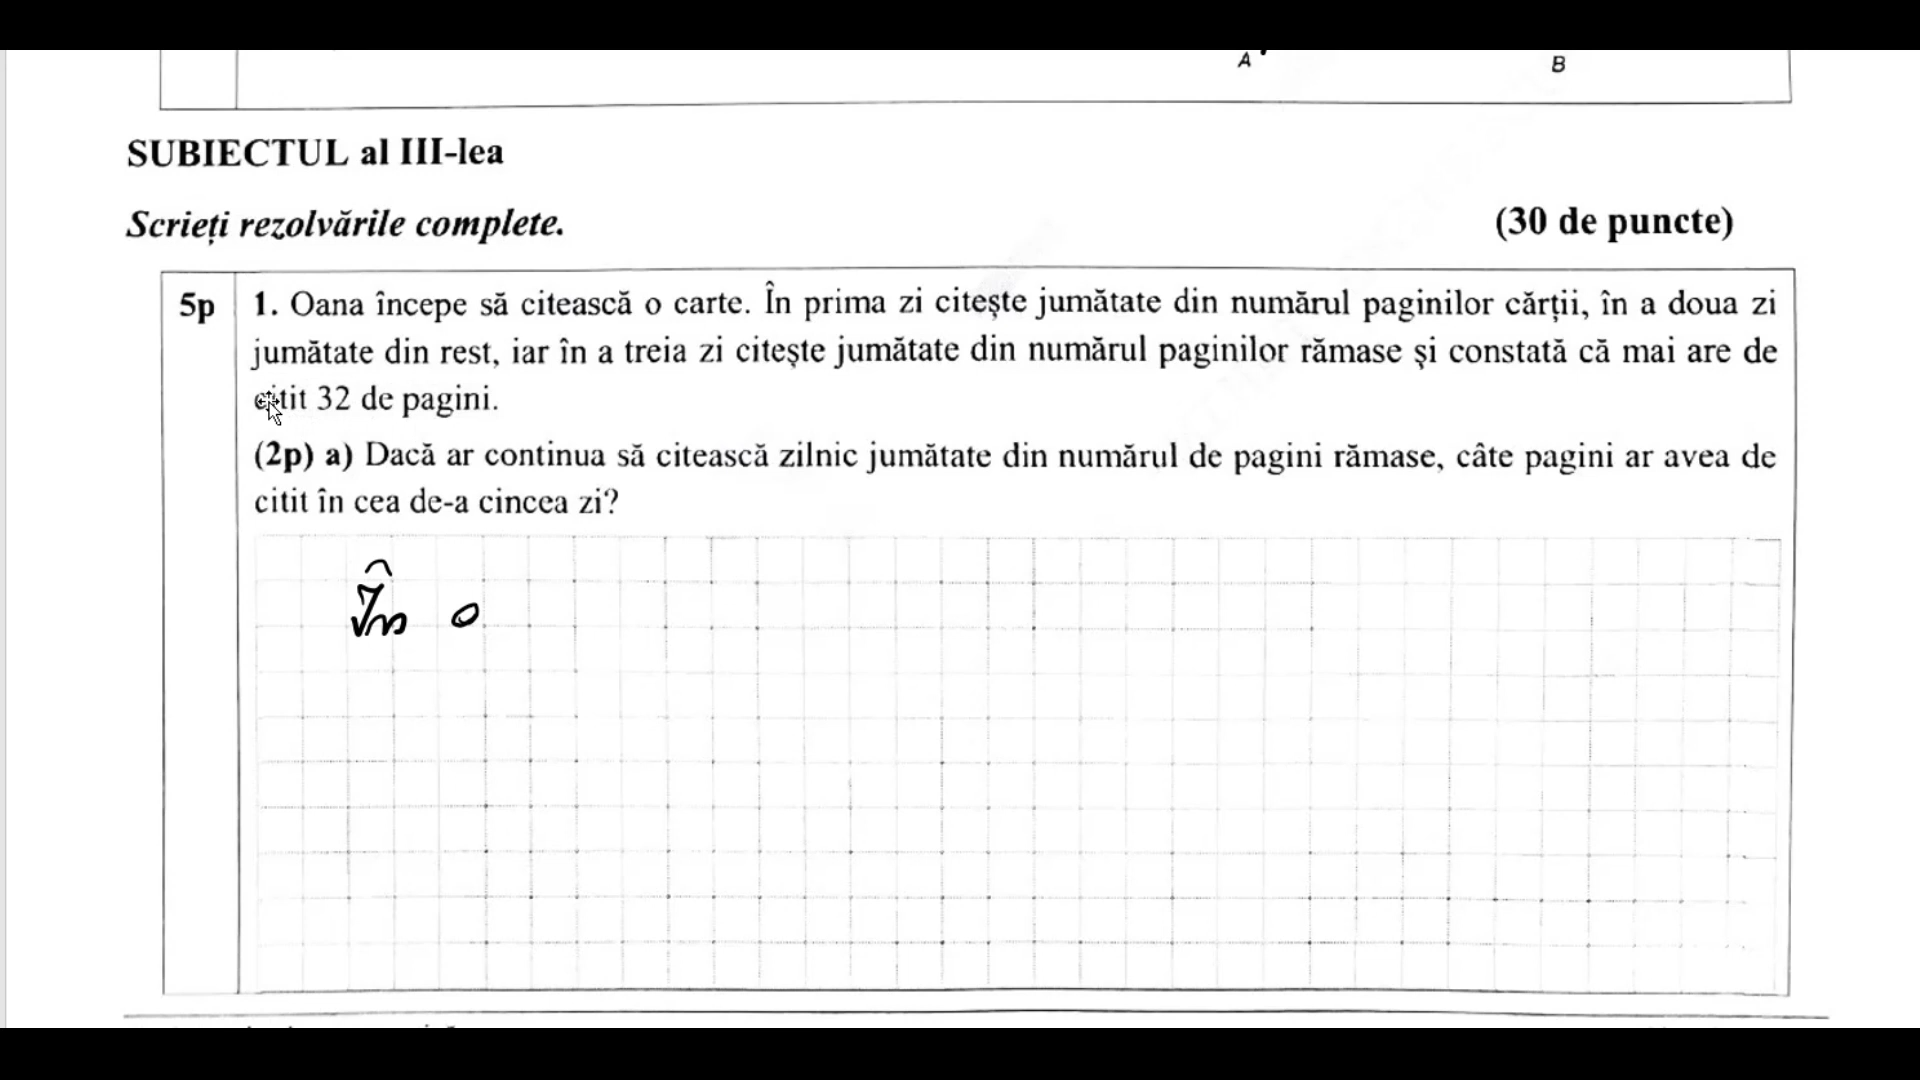 A B
SUBIECTUL al III-lea
Scrieți rezolvările complete. (30 de puncte)
5p 1. Oana începe să citească o carte. În prima zi citește jumătate din numărul paginilor cărții, în a doua zi
jumătate din rest, iar în a treia zi citește jumătate din numărul paginilor rămase și constată că mai are de
citit 32 de pagini.
(2p) a) Dacă ar continua să citească zilnic jumătate din numărul de pagini rămase, câte pagini ar avea de
citit în cea de-a cincea zi?
În a